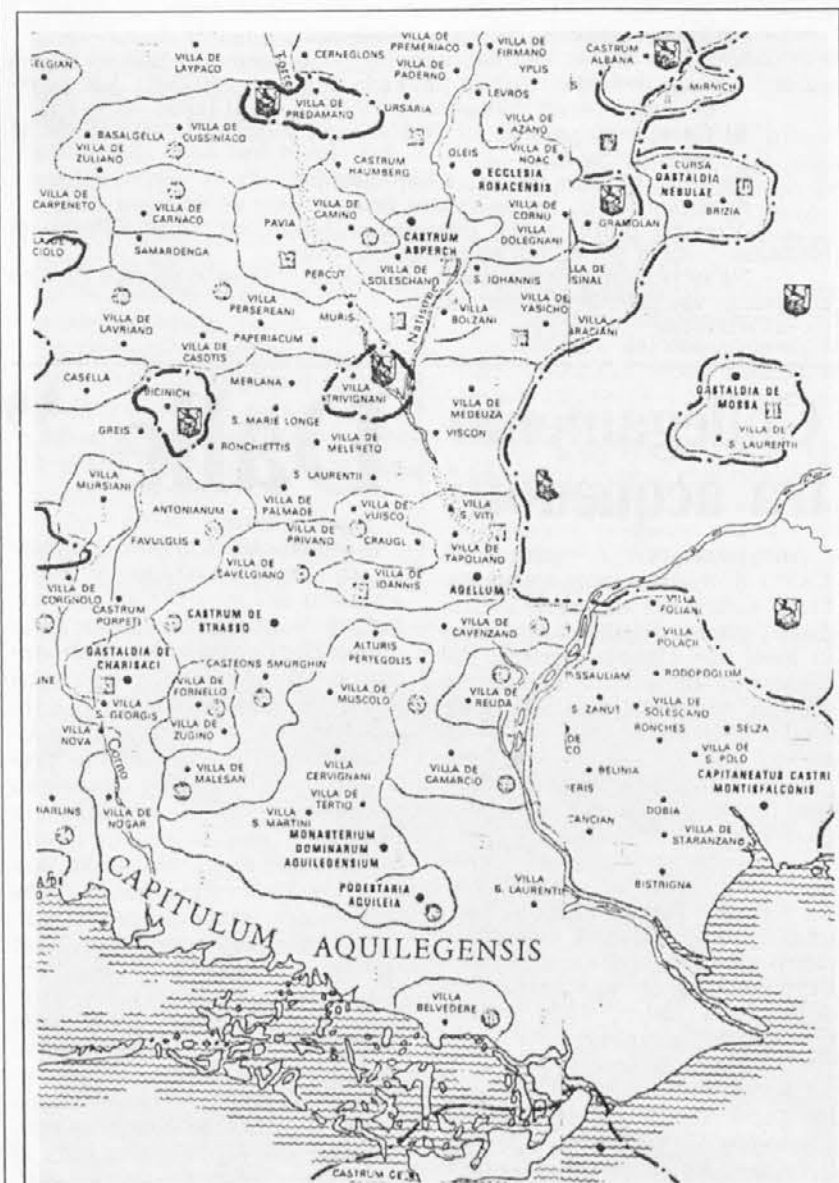 VILLA DE
LAYPACO
CERNEGLONS
VILLA DE
PREMERIACO
VILLA DE
FIRMANO
CASTRUM
ALBANA
VILLA DE
PADERNO
YPLIS
MIRNICH
VILLA DE
PREDAMANO
URSARIA
LEVROS
VILLA DE
AZANO
BASALGELLA
VILLA DE
CUSSINIACO
VILLA DE
ZULIANO
CASTRUM
HAUMBERG
OLEIS
VILLA DE
NOAC
ECCLESIA
ROSACENSIS
CURSA
GASTALDIA
NEBULAE
BRIZIA
VILLA DE
CARPENETO
VILLA DE
CARNACO
VILLA DE
CAMINO
PAVIA
CASTRUM
ASPERCH
VILLA DE
CORNU
VILLA
DOLEGNANI
GRAMOLAN
SAMARDENGA
PERCUT
VILLA DE
SOLESCHANO
S. IOHANNIS
VILLA
PERSEREANI
MURIS
Natisone
VILLA
BOLZANI
VILLA DE
VASICHO
VILLA DE
LAVRIANO
VILLA DE
CASOTIS
PAPERIACUM
CASELLA
BICINICH
MERLANA
VILLA
STRIVIGNANI
VILLA DE
MEDEUZA
GASTALDIA DE
MOSSA
VILLA DE
S. LAURENTII
GREIS
S. MARIE LONGE
RONCHIETTIS
VILLA DE
MELERETO
VISCON
VILLA
MURSIANI
S. LAURENTII
ANTONIANUM
VILLA DE
PALMADE
VILLA DE
VUISCO
VILLA
S. VITI
FAVULGLIS
VILLA DE
PRIVANO
CRAUGL
VILLA DE
TAPOLIANO
VILLA DE
SAVELGIANO
VILLA DE
IOANNIS
AGELLUM
VILLA DE
CORGNOLO
CASTRUM
PORPETI
CASTRUM DE
STRASSO
VILLA DE
CAVENZANO
VILLA
FOLIANI
GASTALDIA DE
CHARISACI
CASTEONS SMURGHIN
ALTURIS
PERTEGOLIS
VILLA
POLACH
RODOPOGLIM
VILLA
S. GEORGIS
VILLA DE
FORNELLO
VILLA DE
MUSCOLO
VILLA DE
REUDA
S. ZANUT
VILLA DE
SOLESCANO
RONCHES
SELZA
VILLA
NOVA
VILLA DE
ZUGINO
VILLA DE
S. POLO
Corno
VILLA DE
MALESAN
VILLA
CERVIGNANI
VILLA DE
CAMARCIO
BELINIA
CAPITANEATUS CASTRI
MONTISFALCONIS
VILLA DE
NOGAR
VILLA DE
TERTIO
VILLA
S. MARTINI
DOBIA
VILLA DE
STARANZANO
MONASTERIUM
DOMINARUM
AQUILEGENSIUM
PODESTARIA
AQUILEIA
BISTRIGNA
CAPITULUM
AQUILEGENSIS
VILLA
BELVEDERE